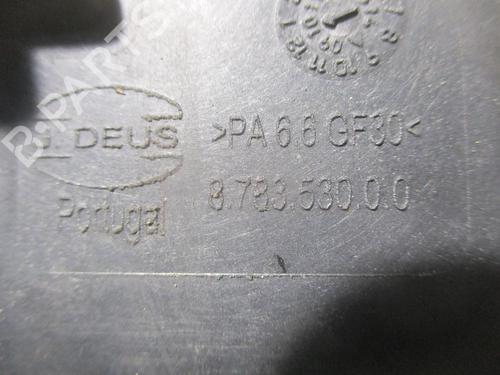 B-PARTS
J. DEUS
Portugal
>PA 6.6 GF30<
8.783.530.0.0